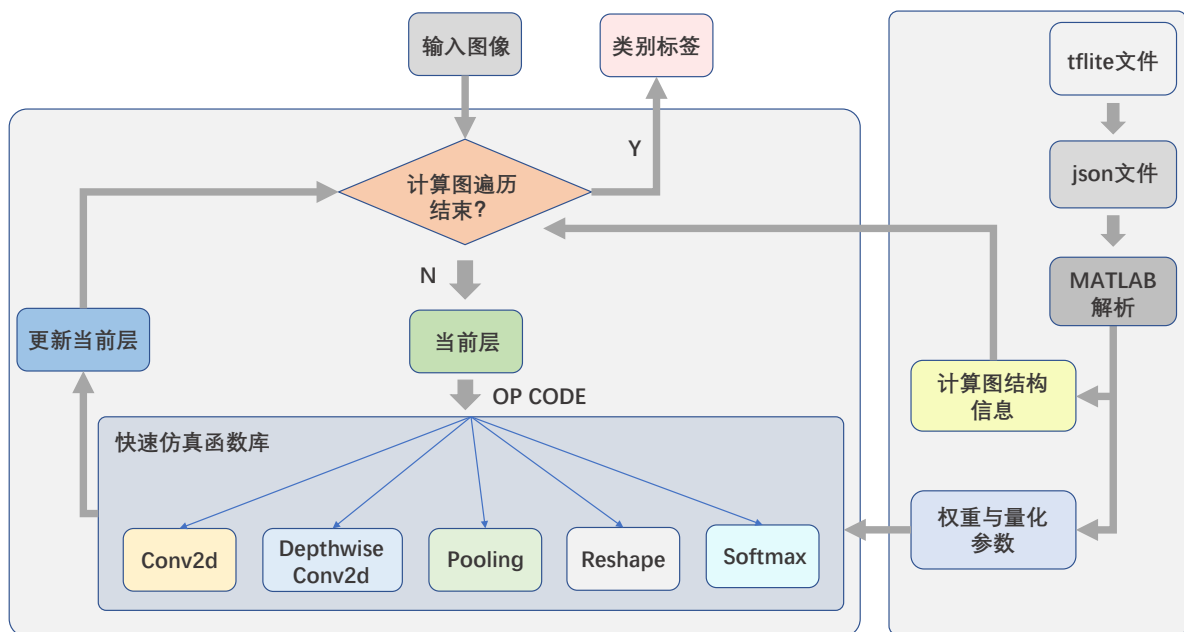 输入图像
类别标签
计算图遍历
结束？
Y
N
更新当前层
当前层
OP CODE
快速仿真函数库
Conv2d
Depthwise
Conv2d
Pooling
Reshape
Softmax
tflite文件
json文件
MATLAB
解析
计算图结构
信息
权重与量化
参数